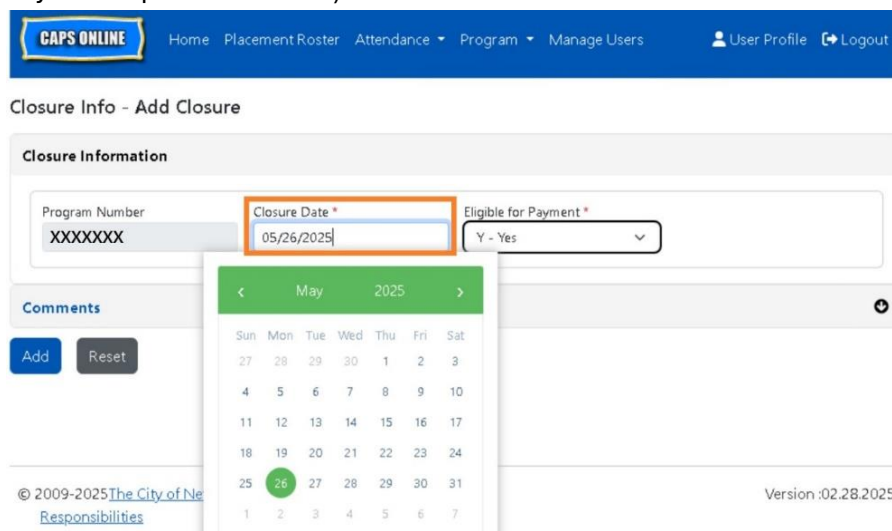 CAPS ONLINE Home Placement Roster Attendance Program Manage Users User Profile Logout
Closure Info - Add Closure
Closure Information
Program Number Closure Date * Eligible for Payment *
XXXXXXX 05/26/2025 Y - Yes
Comments
Add Reset
May 2025
Sun Mon Tue Wed Thu Fri Sat
27 28 29 30 1 2 3
4 5 6 7 8 9 10
11 12 13 14 15 16 17
18 19 20 21 22 23 24
25 26 27 28 29 30 31
1 2 3 4 5 6 7
© 2009-2025 The City of Ne
Responsibilities
Version :02.28.2025